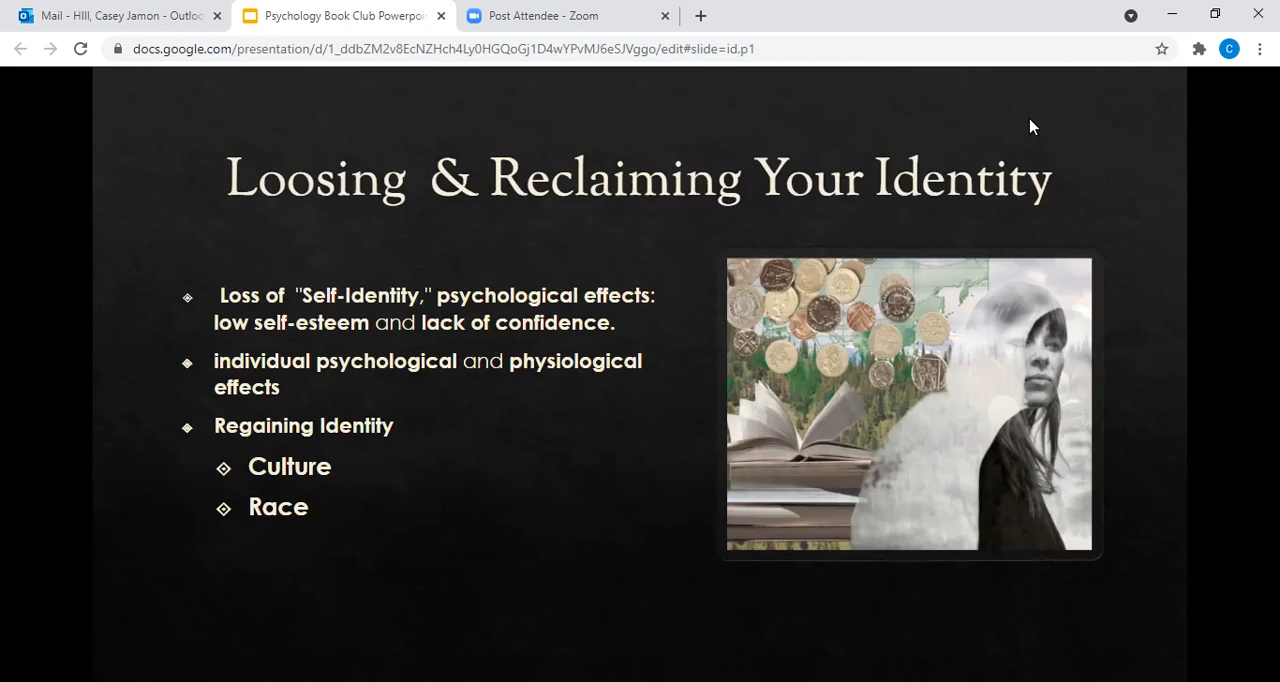 Mail - HIll, Casey Jamon - Outlo
Psychology Book Club Powerpoi
Post Attendee - Zoom
docs.google.com/presentation/d/1_ddbZM2v8EcNZHch4Ly0HGQoGj1D4wYPvMJ6eSJVggo/edit#slide=id.p1
C
Loosing & Reclaiming Your Identity
Loss of "Self-Identity," psychological effects:
low self-esteem and lack of confidence.
individual psychological and physiological
effects
Regaining Identity
Culture
Race